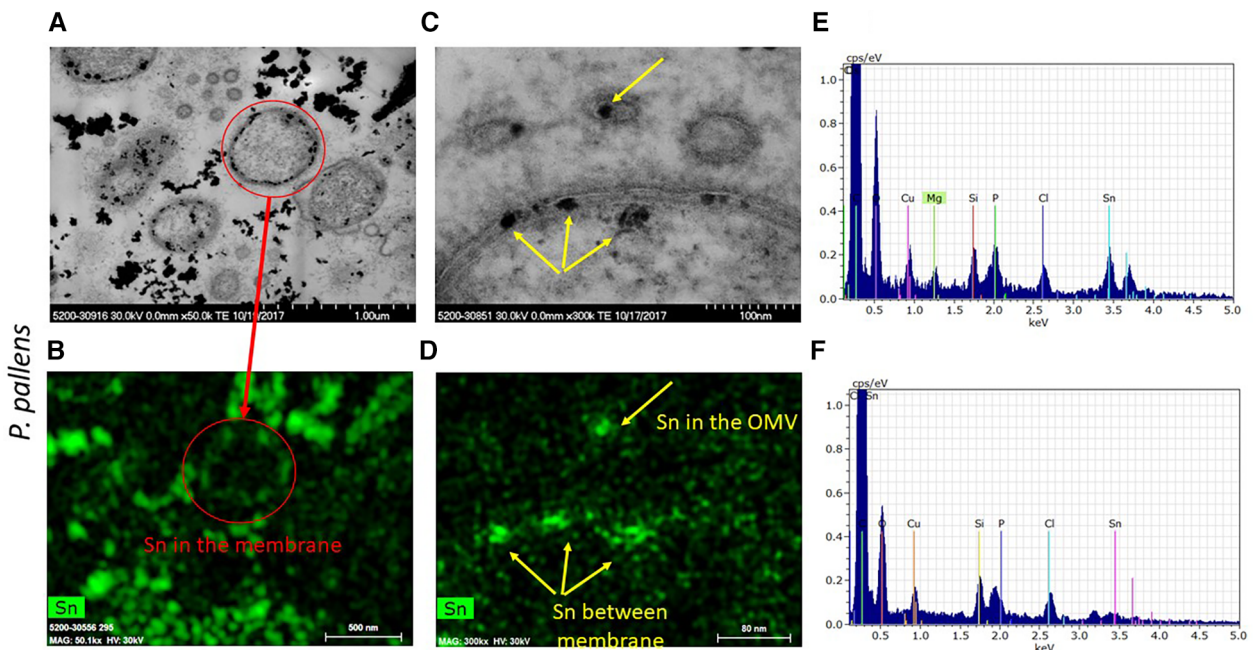 A
C
E
P. pallens
5200-30916 30.0kV 0.0mm x50.0k TE 10/19/2017 1.00um
5200-30851 30.0kV 0.0mm x300k TE 10/17/2017 100nm
cps/eV
1.0
0.8
0.6
0.4
0.2
0.0
Cu Mg Si P Cl Sn
0.5 1.0 1.5 2.0 2.5 3.0 3.5 4.0 4.5 5.0
keV
B
D
F
Sn in the membrane
Sn
5200-30556 295
MAG: 50.1kx HV: 30kV
500 nm
Sn in the OMV
Sn between
membrane
Sn
MAG: 300kx HV: 30kV
80 nm
cps/eV
Sn
1.0
0.8
0.6
0.4
0.2
0.0
Cu Si P Cl Sn
0.5 1.0 1.5 2.0 2.5 3.0 3.5 4.0 4.5 5.0
keV